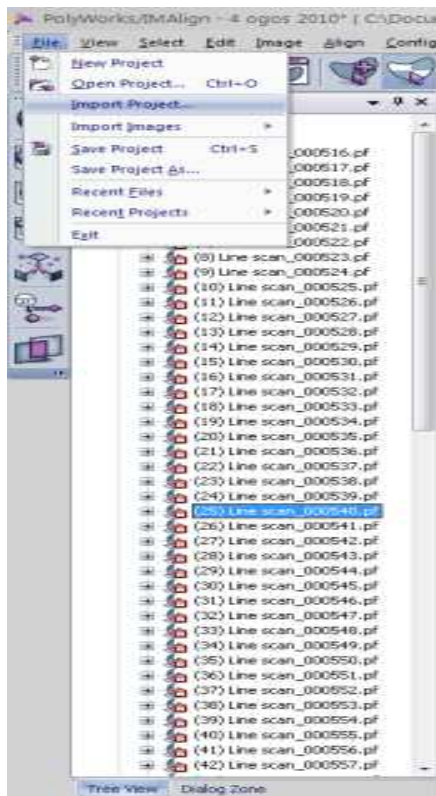 PolyWorks/IMAlign - 4 ogos 2010* ( C:\Docu
File View Select Edit Image Align Config
New Project
Open Project... Ctrl-O
Import Project...
Import Images
Save Project Ctrl-S
Save Project As...
Recent Files
Recent Projects
Exit
_000516.pf
_000517.pf
_000518.pf
_000519.pf
_000520.pf
_000521.pf
_000522.pf
(8) Line scan_000523.pf
(9) Line scan_000524.pf
(10) Line scan_000525.pf
(11) Line scan_000526.pf
(12) Line scan_000527.pf
(13) Line scan_000528.pf
(14) Line scan_000529.pf
(15) Line scan_000530.pf
(16) Line scan_000531.pf
(17) Line scan_000532.pf
(18) Line scan_000533.pf
(19) Line scan_000534.pf
(20) Line scan_000535.pf
(21) Line scan_000536.pf
(22) Line scan_000537.pf
(23) Line scan_000538.pf
(24) Line scan_000539.pf
(25) Line scan_000540.pf
(26) Line scan_000541.pf
(27) Line scan_000542.pf
(28) Line scan_000543.pf
(29) Line scan_000544.pf
(30) Line scan_000545.pf
(31) Line scan_000546.pf
(32) Line scan_000547.pf
(33) Line scan_000548.pf
(34) Line scan_000549.pf
(35) Line scan_000550.pf
(36) Line scan_000551.pf
(37) Line scan_000552.pf
(38) Line scan_000553.pf
(39) Line scan_000554.pf
(40) Line scan_000555.pf
(41) Line scan_000556.pf
(42) Line scan_000557.pf
Tree View Dialog Zone